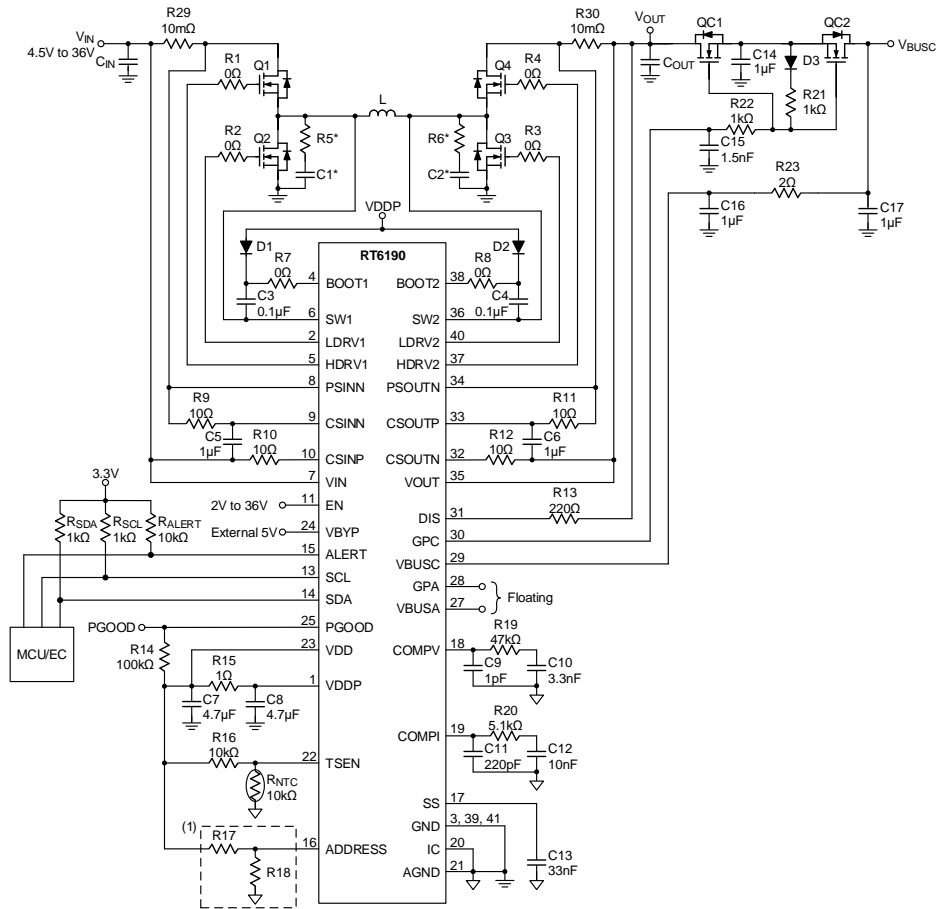 R29
10mΩ
VIN
4.5V to 36V
CIN
R30
10mΩ
VOUT
COUT
QC1
QC2
VBUSC
C14
1µF
D3
R21
1kΩ
R22
1kΩ
C15
1.5nF
R23
2Ω
C16
1µF
C17
1µF
R1
0Ω
Q1
Q4
R4
0Ω
L
R2
0Ω
Q2
R5*
C1*
R6*
C2*
Q3
R3
0Ω
VDDP
D1
D2
R7
0Ω
C3
0.1µF
R8
0Ω
C4
0.1µF
RT6190
4 BOOT1
BOOT2 38
6 SW1
SW2 36
2 LDRV1
LDRV2 40
5 HDRV1
HDRV2 37
8 PSINN
PSOUTN 34
R9
10Ω
9 CSINN
CSOUTP 33
R11
10Ω
C5
1µF
R10
10Ω
R12
10Ω
C6
1µF
10 CSINP
CSOUTN 32
7 VIN
VOUT 35
3.3V
2V to 36V
11 EN
DIS 31
R13
220Ω
RSDA
1kΩ
RSCL
1kΩ
RALERT
10kΩ
External 5V
24 VBYP
GPC 30
15 ALERT
VBUSC 29
13 SCL
GPA 28
14 SDA
VBUSA 27
Floating
MCU/EC
PGOOD
25 PGOOD
R14
100kΩ
23 VDD
COMPV 18
R19
47kΩ
C9
1pF
C10
3.3nF
R15
1Ω
1 VDDP
C7
4.7µF
C8
4.7µF
COMPI 19
R20
5.1kΩ
C11
220pF
C12
10nF
R16
10kΩ
22 TSEN
RNTC
10kΩ
SS 17
GND 3, 39, 41
(1)
R17
R18
16 ADDRESS
IC 20
AGND 21
C13
33nF